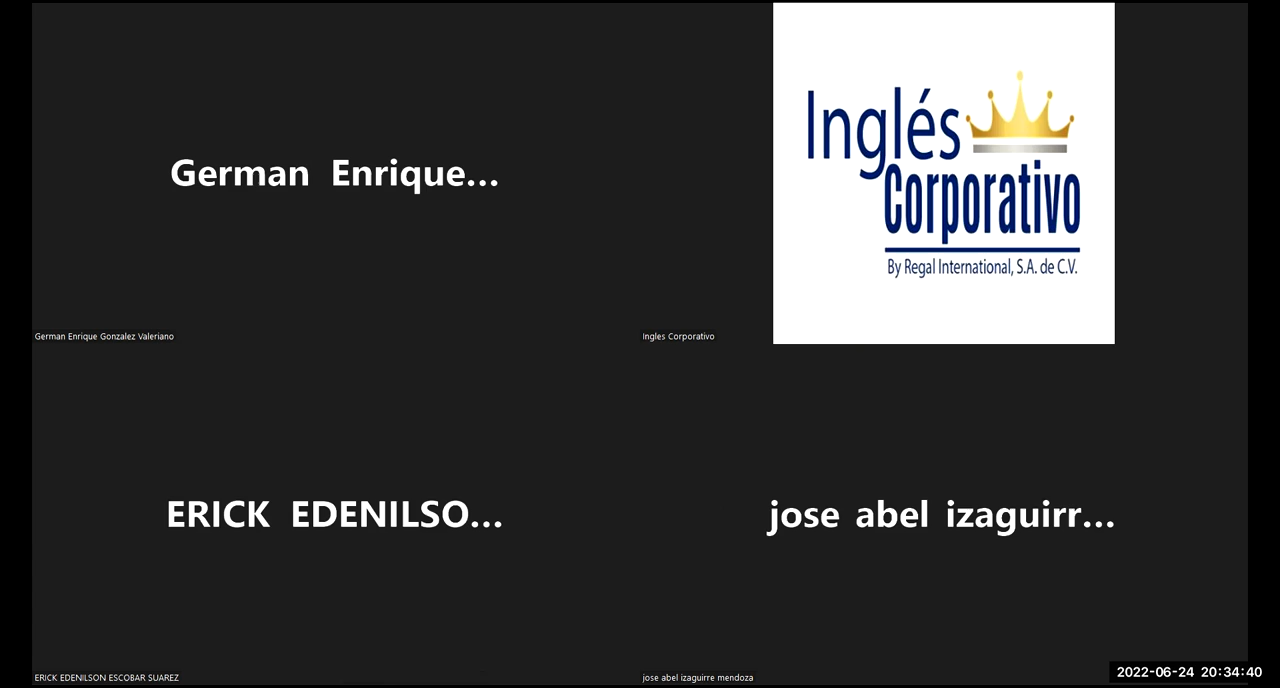 German Enrique...
Inglés
Corporativo
By Regal International, S.A. de C.V.
German Enrique Gonzalez Valeriano
Ingles Corporativo
ERICK EDENILSO...
jose abel izaguirr...
ERICK EDENILSON ESCOBAR SUAREZ
jose abel izaguirre mendoza
2022-06-24 20:34:40